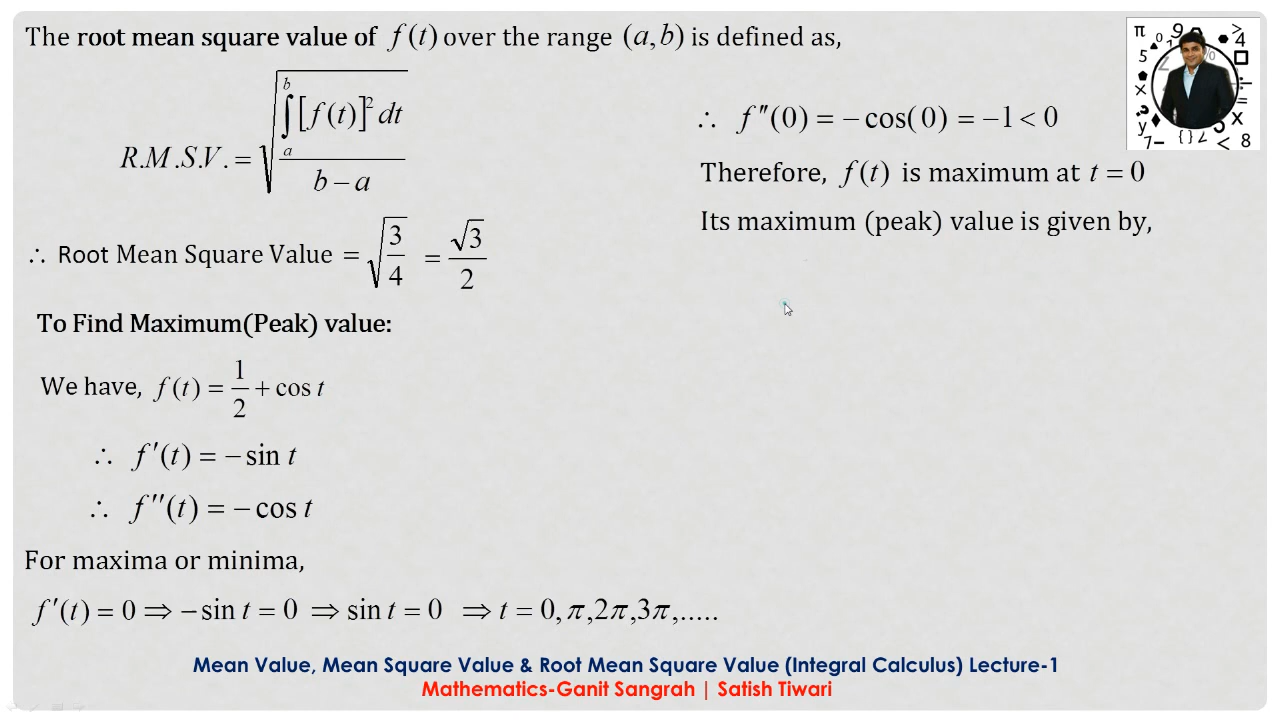 The root mean square value of f(t) over the range (a,b) is defined as,
R.M.S.V. = √(∫ₐᵇ [f(t)]² dt / (b − a))
∴ Root Mean Square Value = √(3/4) = √3/2
To Find Maximum(Peak) value:
We have, f(t) = 1/2 + cos t
∴ f′(t) = −sin t
∴ f′′(t) = −cos t
For maxima or minima,
f′(t) = 0 ⇒ −sin t = 0 ⇒ sin t = 0 ⇒ t = 0, π,2π,3π,.....
∴ f″(0) = −cos(0) = −1 < 0
Therefore, f(t) is maximum at t = 0
Its maximum (peak) value is given by,
Mean Value, Mean Square Value & Root Mean Square Value (Integral Calculus) Lecture-1
Mathematics-Ganit Sangrah | Satish Tiwari